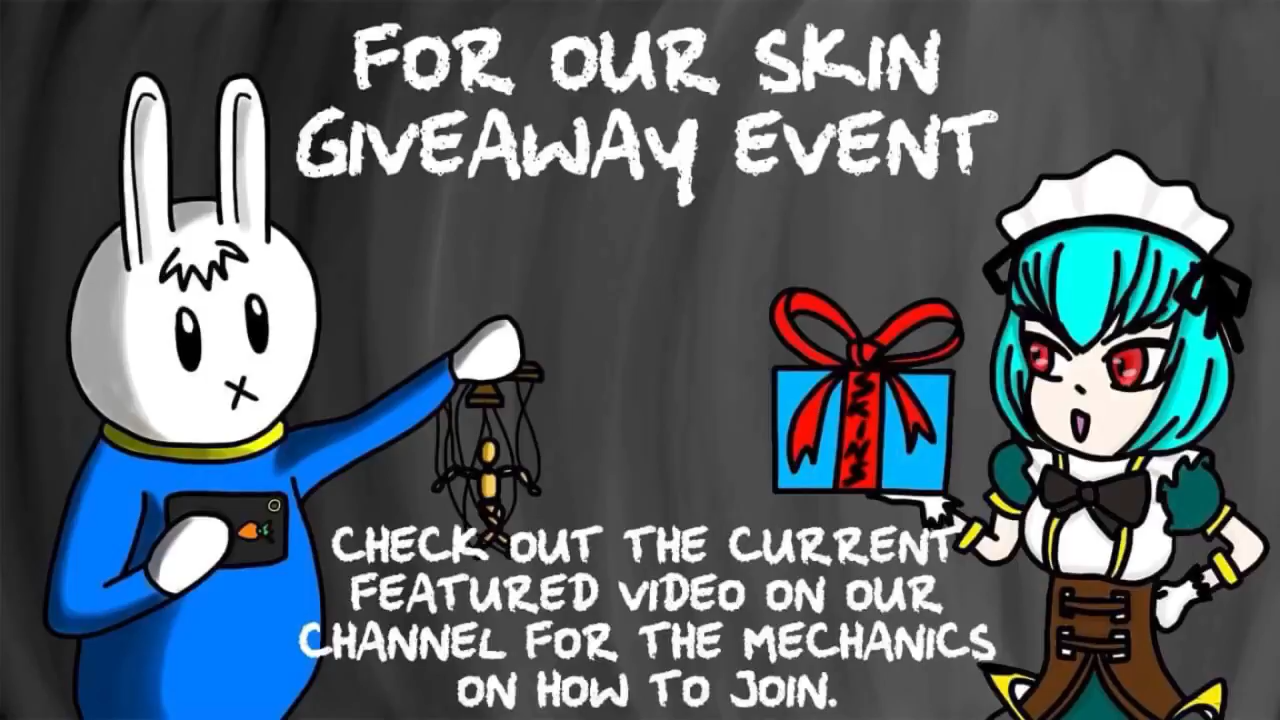 FOR OUR SKIN
GIVEAWAY EVENT
SKINS
CHECK OUT THE CURRENT
FEATURED VIDEO ON OUR
CHANNEL FOR THE MECHANICS
ON HOW TO JOIN.